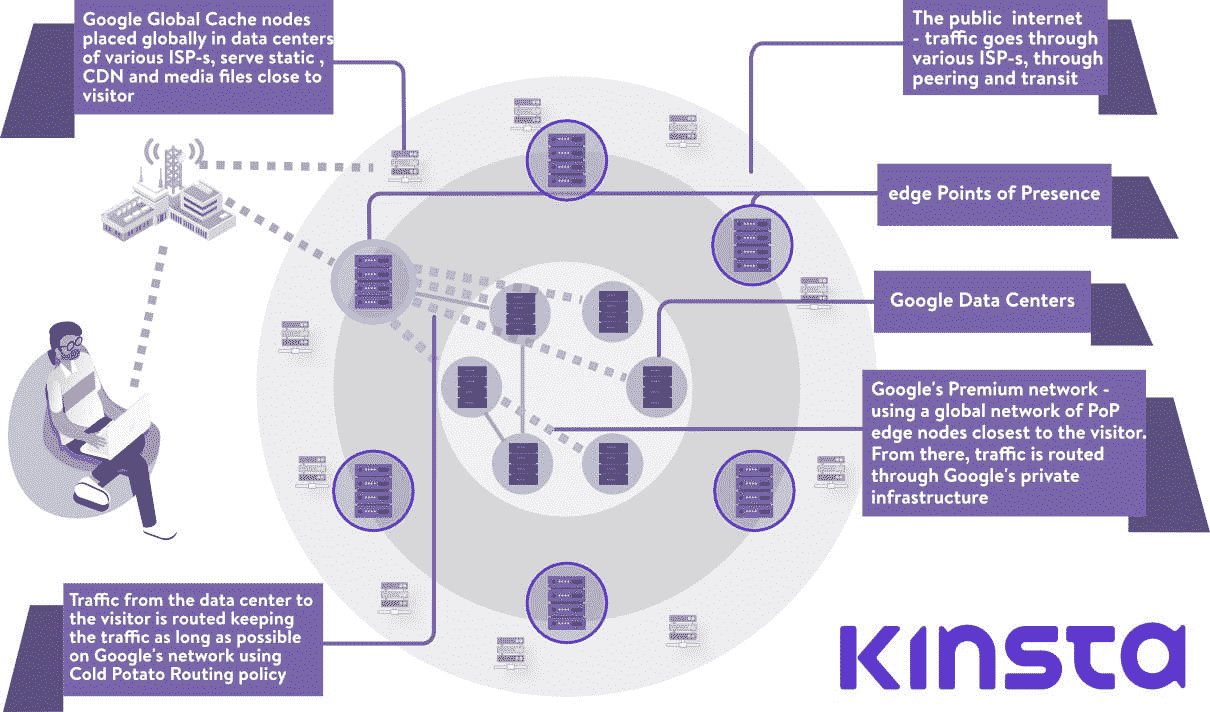 Google Global Cache nodes
placed globally in data centers
of various ISP-s, serve static ,
CDN and media files close to
visitor
The public internet
- traffic goes through
various ISP-s, through
peering and transit
edge Points of Presence
Google Data Centers
Google's Premium network -
using a global network of PoP
edge nodes closest to the visitor.
From there, traffic is routed
through Google's private
infrastructure
Traffic from the data center to
the visitor is routed keeping
the traffic as long as possible
on Google's network using
Cold Potato Routing policy
KINSTA